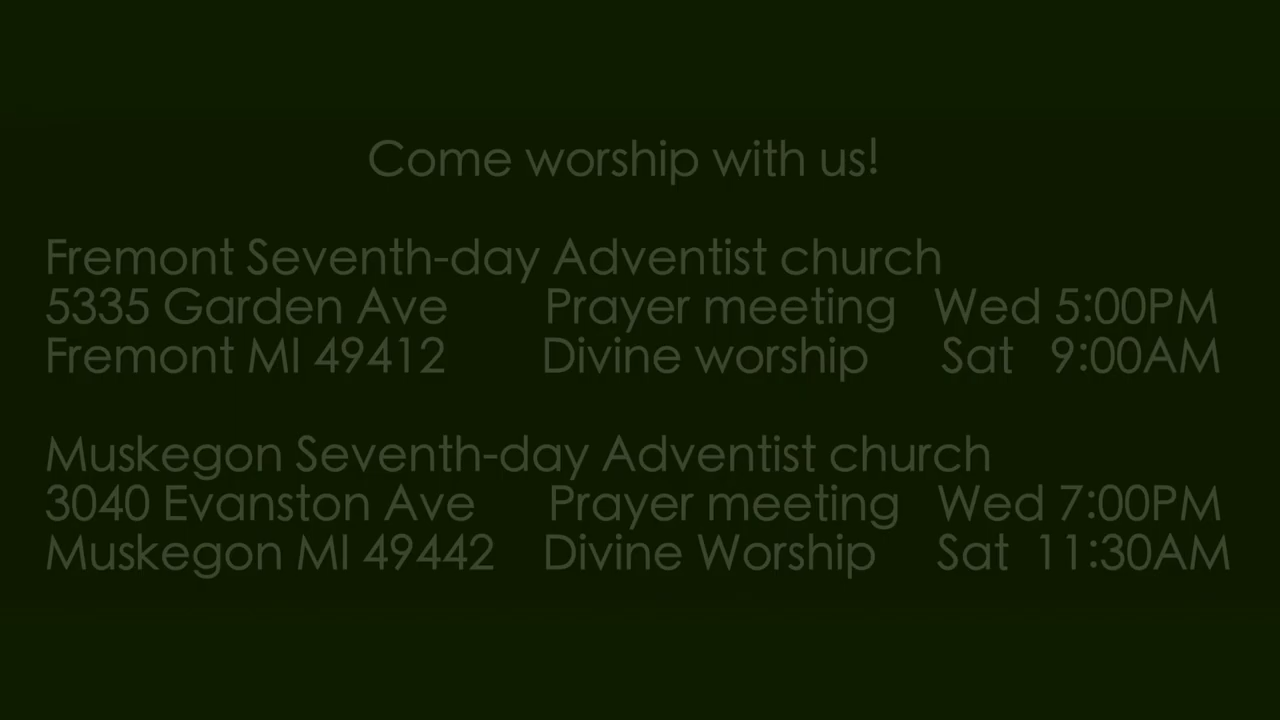 Come worship with us!
Fremont Seventh-day Adventist church
5335 Garden Ave Prayer meeting Wed 5:00PM
Fremont MI 49412 Divine worship Sat 9:00AM
Muskegon Seventh-day Adventist church
3040 Evanston Ave Prayer meeting Wed 7:00PM
Muskegon MI 49442 Divine Worship Sat 11:30AM